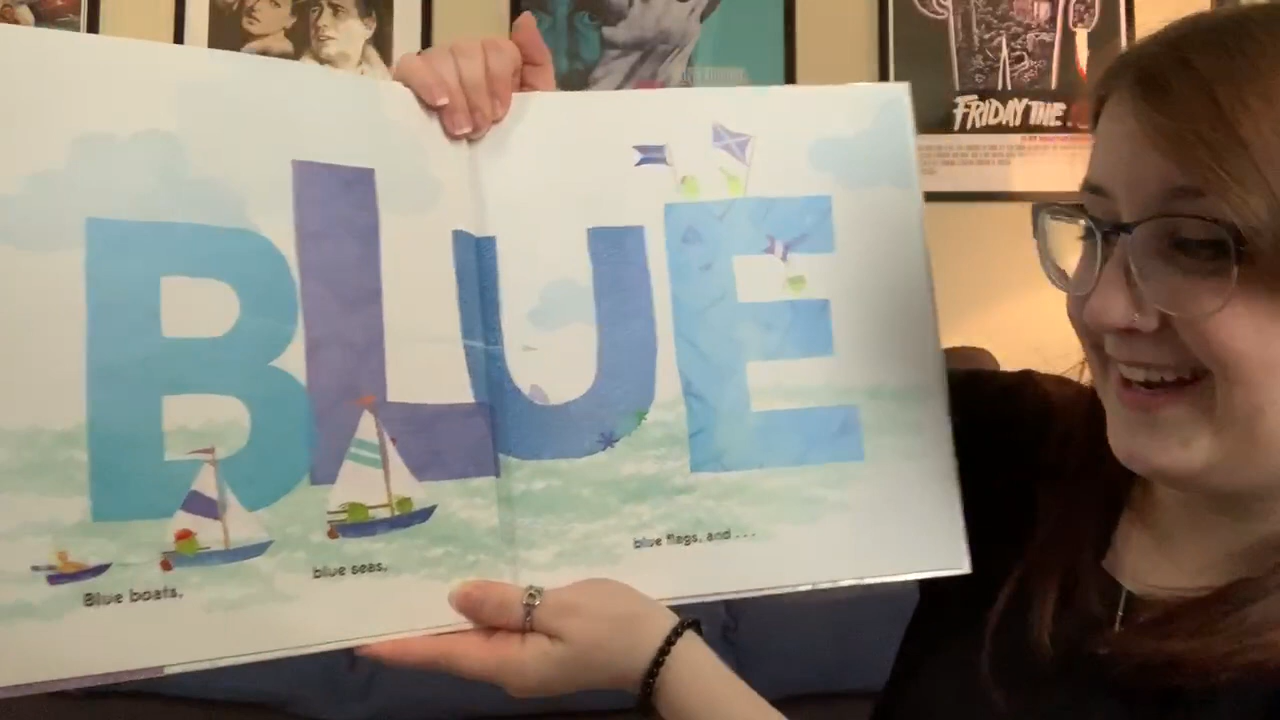 FRIDAY THE
BLUE
Blue boats,
blue seas,
blue flags, and . . .